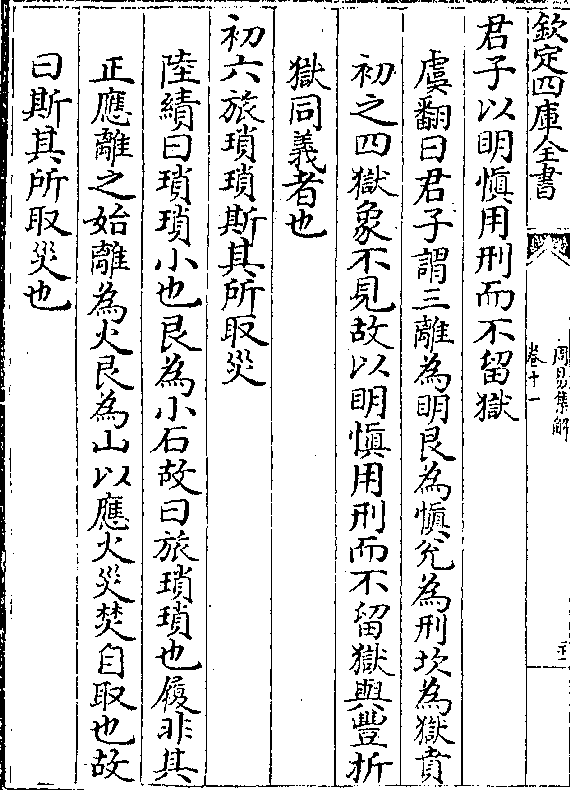 欽定四庫全書
周易集解
卷十一
君子以明慎用刑而不留獄
虞翻曰君子謂三離為明艮為慎兊為刑坎為獄賁
初之四獄象不見故以明慎用刑而不留獄與豐折
獄同義者也
初六旅瑣瑣斯其所取災
陸績曰瑣瑣小也艮為小石故曰旅瑣瑣也履非其
正應離之始離為火艮為山以應火災焚自取也故
曰斯其所取災也